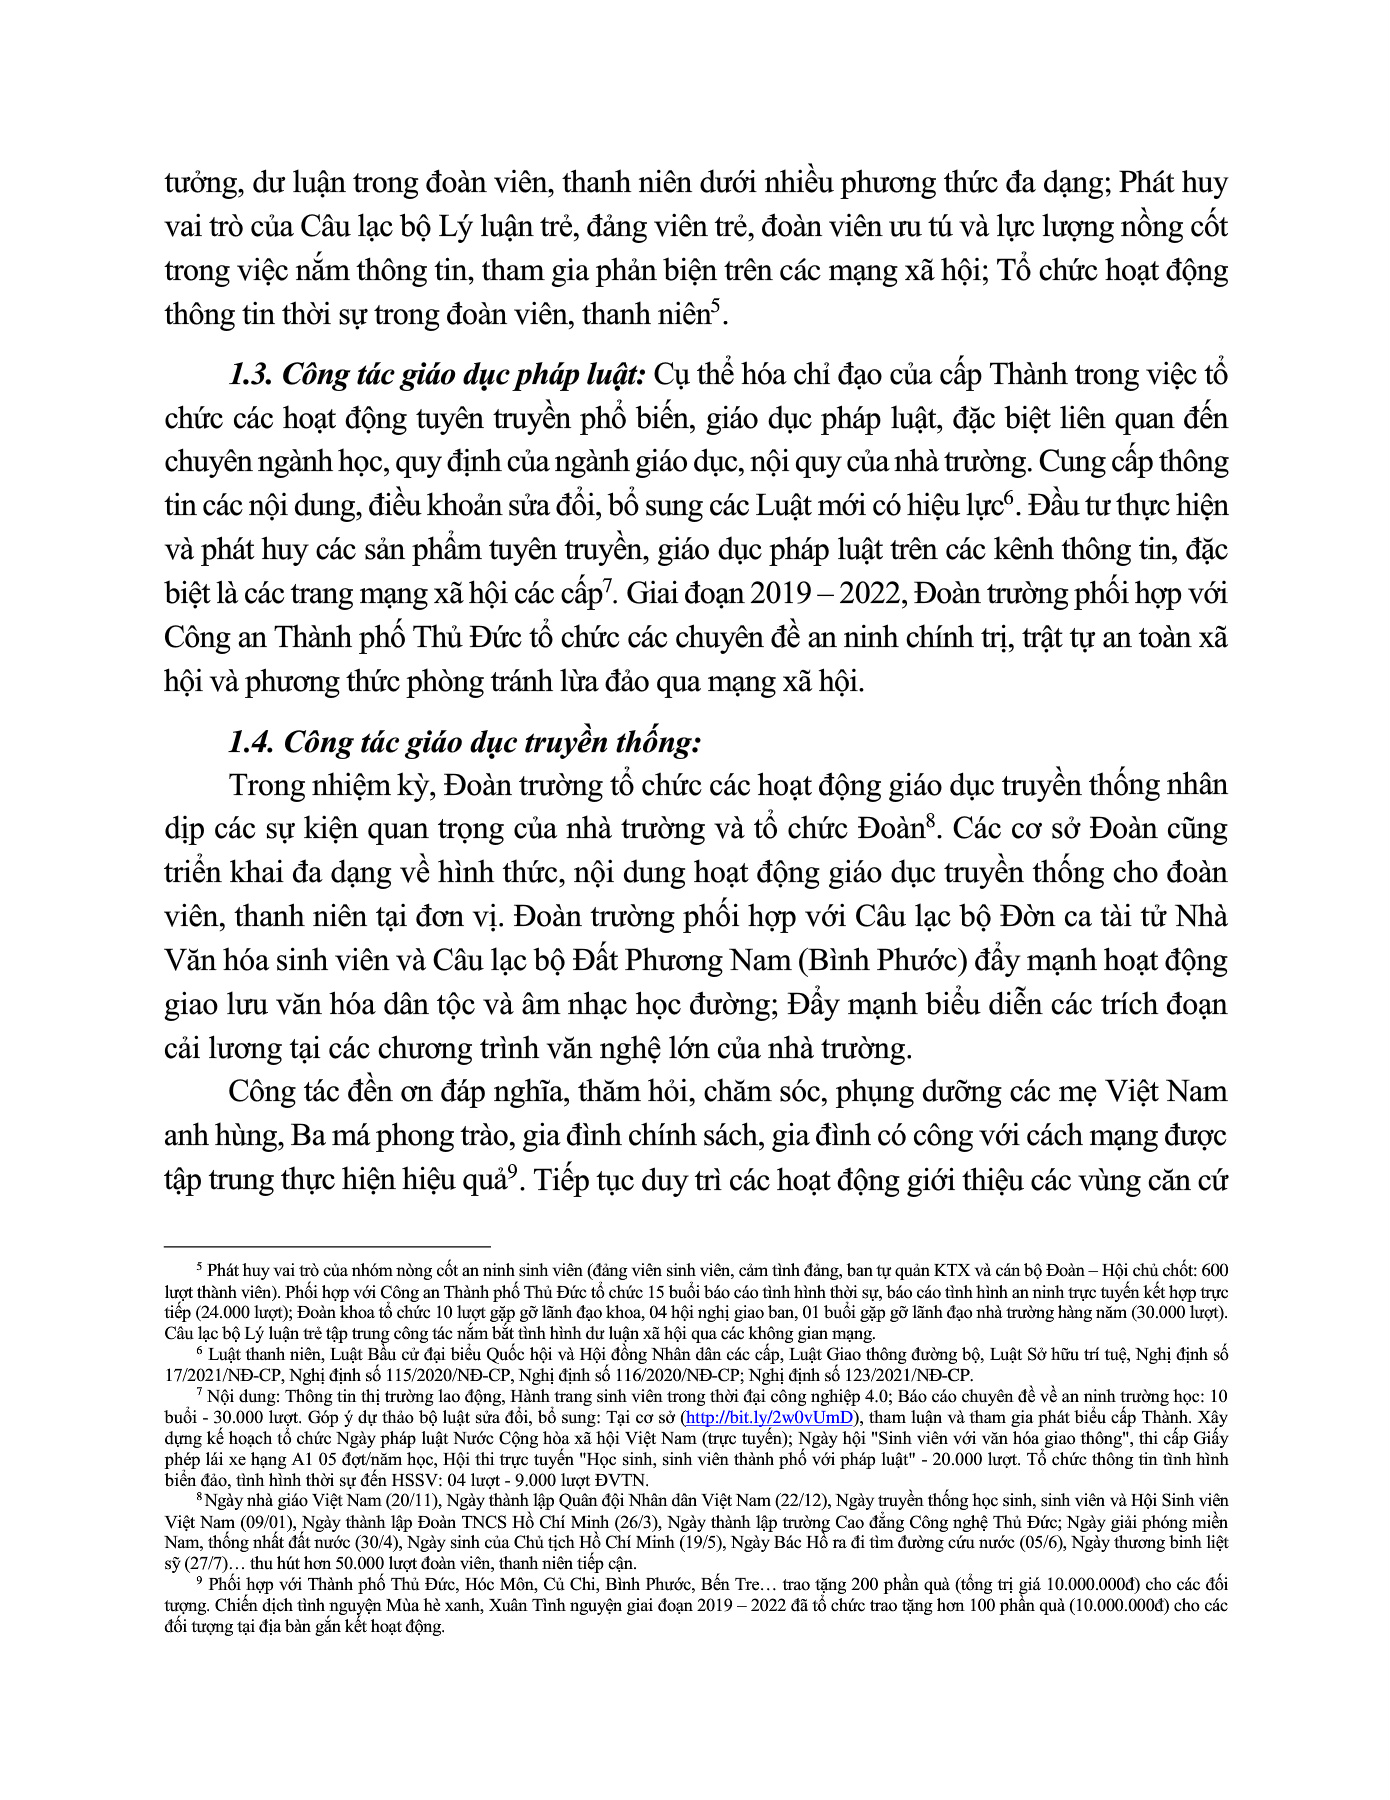 tưởng, dư luận trong đoàn viên, thanh niên dưới nhiều phương thức đa dạng; Phát huy
vai trò của Câu lạc bộ Lý luận trẻ, đảng viên trẻ, đoàn viên ưu tú và lực lượng nồng cốt
trong việc nắm thông tin, tham gia phản biện trên các mạng xã hội; Tổ chức hoạt động
thông tin thời sự trong đoàn viên, thanh niên⁵.
1.3. Công tác giáo dục pháp luật: Cụ thể hóa chỉ đạo của cấp Thành trong việc tổ
chức các hoạt động tuyên truyền phổ biến, giáo dục pháp luật, đặc biệt liên quan đến
chuyên ngành học, quy định của ngành giáo dục, nội quy của nhà trường. Cung cấp thông
tin các nội dung, điều khoản sửa đổi, bổ sung các Luật mới có hiệu lực⁶. Đầu tư thực hiện
và phát huy các sản phẩm tuyên truyền, giáo dục pháp luật trên các kênh thông tin, đặc
biệt là các trang mạng xã hội các cấp⁷. Giai đoạn 2019 – 2022, Đoàn trường phối hợp với
Công an Thành phố Thủ Đức tổ chức các chuyên đề an ninh chính trị, trật tự an toàn xã
hội và phương thức phòng tránh lừa đảo qua mạng xã hội.
1.4. Công tác giáo dục truyền thống:
Trong nhiệm kỳ, Đoàn trường tổ chức các hoạt động giáo dục truyền thống nhân
dịp các sự kiện quan trọng của nhà trường và tổ chức Đoàn⁸. Các cơ sở Đoàn cũng
triển khai đa dạng về hình thức, nội dung hoạt động giáo dục truyền thống cho đoàn
viên, thanh niên tại đơn vị. Đoàn trường phối hợp với Câu lạc bộ Đờn ca tài tử Nhà
Văn hóa sinh viên và Câu lạc bộ Đất Phương Nam (Bình Phước) đẩy mạnh hoạt động
giao lưu văn hóa dân tộc và âm nhạc học đường; Đẩy mạnh biểu diễn các trích đoạn
cải lương tại các chương trình văn nghệ lớn của nhà trường.
Công tác đền ơn đáp nghĩa, thăm hỏi, chăm sóc, phụng dưỡng các mẹ Việt Nam
anh hùng, Ba má phong trào, gia đình chính sách, gia đình có công với cách mạng được
tập trung thực hiện hiệu quả⁹. Tiếp tục duy trì các hoạt động giới thiệu các vùng căn cứ
⁵ Phát huy vai trò của nhóm nòng cốt an ninh sinh viên (đảng viên sinh viên, cảm tình đảng, ban tự quản KTX và cán bộ Đoàn – Hội chủ chốt: 600
lượt thành viên). Phối hợp với Công an Thành phố Thủ Đức tổ chức 15 buổi báo cáo tình hình thời sự, báo cáo tình hình an ninh trực tuyến kết hợp trực
tiếp (24.000 lượt); Đoàn khoa tổ chức 10 lượt gặp gỡ lãnh đạo khoa, 04 hội nghị giao ban, 01 buổi gặp gỡ lãnh đạo nhà trường hàng năm (30.000 lượt).
Câu lạc bộ Lý luận trẻ tập trung công tác nắm bắt tình hình dư luận xã hội qua các không gian mạng.
⁶ Luật thanh niên, Luật Bầu cử đại biểu Quốc hội và Hội đồng Nhân dân các cấp, Luật Giao thông đường bộ, Luật Sở hữu trí tuệ, Nghị định số
17/2021/NĐ-CP, Nghị định số 115/2020/NĐ-CP, Nghị định số 116/2020/NĐ-CP; Nghị định số 123/2021/NĐ-CP.
⁷ Nội dung: Thông tin thị trường lao động, Hành trang sinh viên trong thời đại công nghiệp 4.0; Báo cáo chuyên đề về an ninh trường học: 10
buổi - 30.000 lượt. Góp ý dự thảo bộ luật sửa đổi, bổ sung: Tại cơ sở (http://bit.ly/2w0vUmD), tham luận và tham gia phát biểu cấp Thành. Xây
dựng kế hoạch tổ chức Ngày pháp luật Nước Cộng hòa xã hội Việt Nam (trực tuyến); Ngày hội "Sinh viên với văn hóa giao thông", thi cấp Giấy
phép lái xe hạng A1 05 đợt/năm học, Hội thi trực tuyến "Học sinh, sinh viên thành phố với pháp luật" - 20.000 lượt. Tổ chức thông tin tình hình
biển đảo, tình hình thời sự đến HSSV: 04 lượt - 9.000 lượt ĐVTN.
⁸ Ngày nhà giáo Việt Nam (20/11), Ngày thành lập Quân đội Nhân dân Việt Nam (22/12), Ngày truyền thống học sinh, sinh viên và Hội Sinh viên
Việt Nam (09/01), Ngày thành lập Đoàn TNCS Hồ Chí Minh (26/3), Ngày thành lập trường Cao đẳng Công nghệ Thủ Đức; Ngày giải phóng miền
Nam, thống nhất đất nước (30/4), Ngày sinh của Chủ tịch Hồ Chí Minh (19/5), Ngày Bác Hồ ra đi tìm đường cứu nước (05/6), Ngày thương binh liệt
sỹ (27/7)… thu hút hơn 50.000 lượt đoàn viên, thanh niên tiếp cận.
⁹ Phối hợp với Thành phố Thủ Đức, Hóc Môn, Củ Chi, Bình Phước, Bến Tre… trao tặng 200 phần quà (tổng trị giá 10.000.000đ) cho các đối
tượng. Chiến dịch tình nguyện Mùa hè xanh, Xuân Tình nguyện giai đoạn 2019 – 2022 đã tổ chức trao tặng hơn 100 phần quà (10.000.000đ) cho các
đối tượng tại địa bàn gắn kết hoạt động.